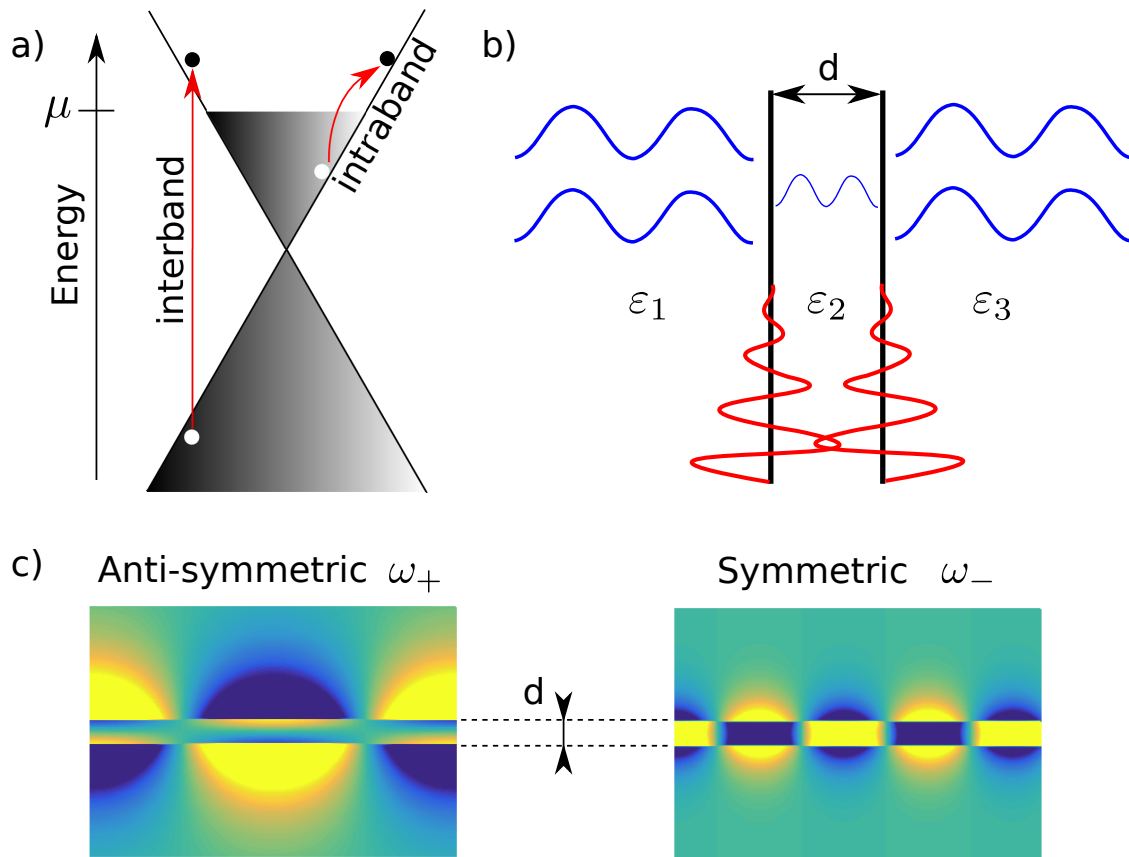 a)
Energy
μ
interband
intraband
b)
d
ε₁
ε₂
ε₃
c)
Anti-symmetric ω₊
Symmetric ω₋
d